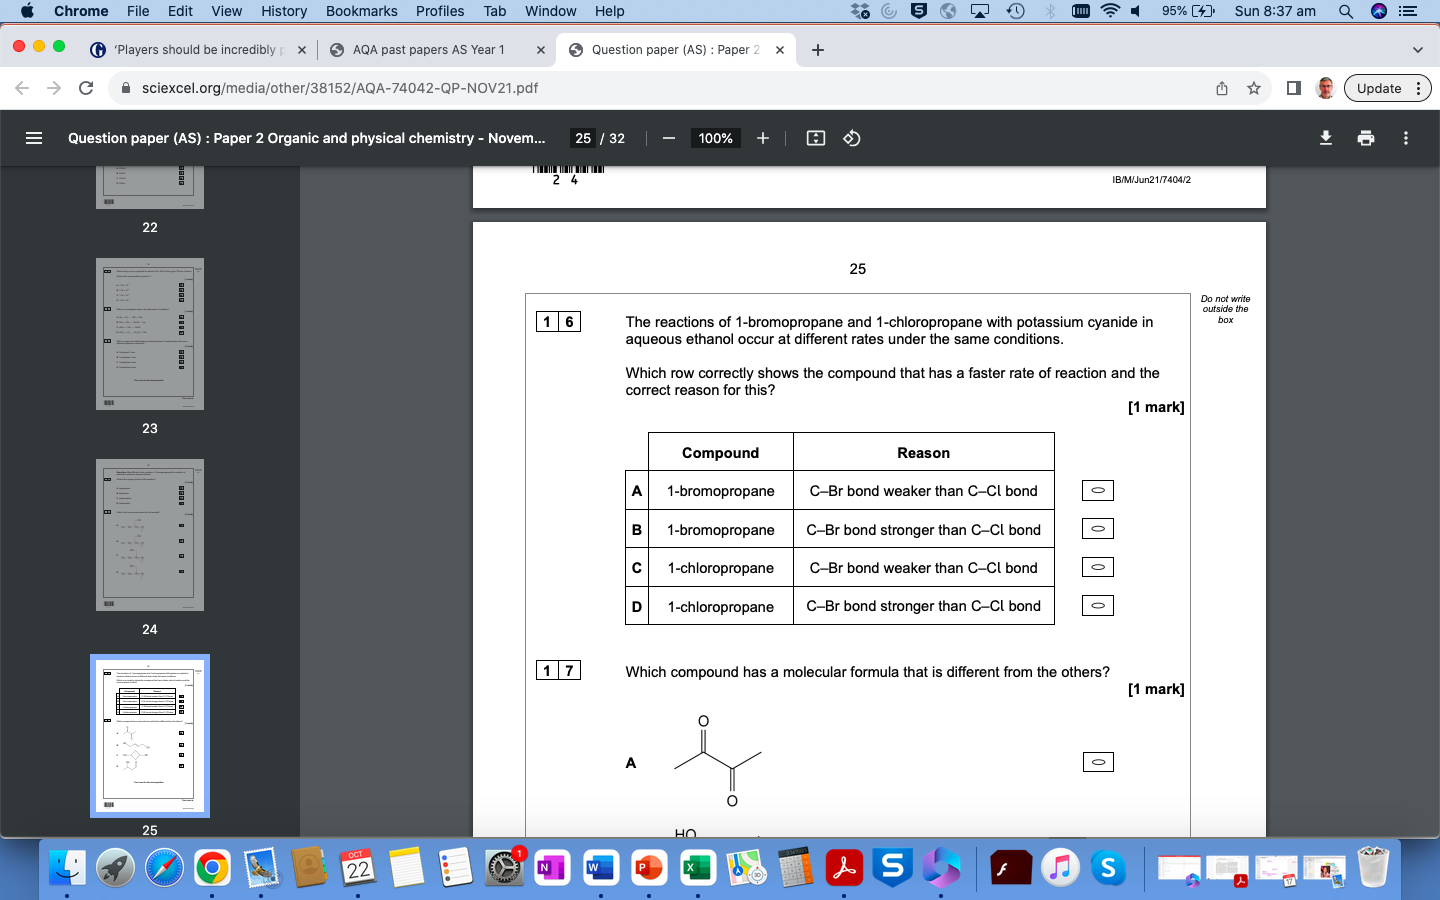 Chrome File Edit View History Bookmarks Profiles Tab Window Help
95% Sun 8:37 am
'Players should be incredibly p
AQA past papers AS Year 1
Question paper (AS) : Paper 2
sciexcel.org/media/other/38152/AQA-74042-QP-NOV21.pdf
Update
Question paper (AS) : Paper 2 Organic and physical chemistry - Novem...
25 / 32
100%
22
23
24
25
2 4
IB/M/Jun21/7404/2
25
Do not write
outside the
box
1 6
The reactions of 1-bromopropane and 1-chloropropane with potassium cyanide in
aqueous ethanol occur at different rates under the same conditions.
Which row correctly shows the compound that has a faster rate of reaction and the
correct reason for this?
[1 mark]
Compound Reason
A 1-bromopropane C–Br bond weaker than C–Cl bond
B 1-bromopropane C–Br bond stronger than C–Cl bond
C 1-chloropropane C–Br bond weaker than C–Cl bond
D 1-chloropropane C–Br bond stronger than C–Cl bond
1 7
Which compound has a molecular formula that is different from the others?
[1 mark]
O
A
O
HO
OCT
22
1
N
W
P
X
3D
S
f
S
17